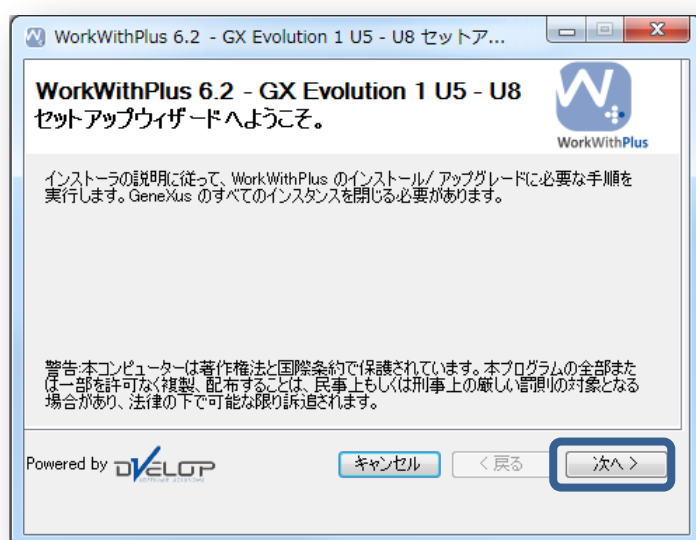 WorkWithPlus 6.2 - GX Evolution 1 U5 - U8 セットア...
WorkWithPlus 6.2 - GX Evolution 1 U5 - U8
セットアップウィザードへようこそ。
WorkWithPlus
インストーラの説明に従って、WorkWithPlus のインストール/ アップグレードに必要な手順を
実行します。GeneXus のすべてのインスタンスを閉じる必要があります。
警告:本コンピューターは著作権法と国際条約で保護されています。本プログラムの全部また
は一部を許可なく複製、配布することは、民事上もしくは刑事上の厳しい罰則の対象となる
場合があり、法律の下で可能な限り訴追されます。
Powered by DVELOP
キャンセル
< 戻る
次へ >